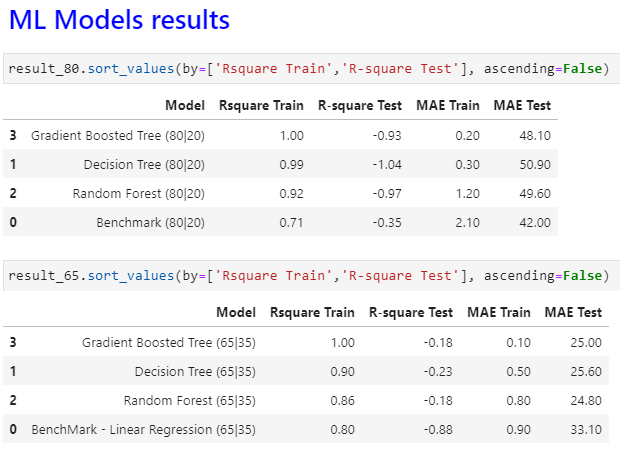 ML Models results
result_80.sort_values(by=['Rsquare Train','R-square Test'], ascending=False)
Model Rsquare Train R-square Test MAE Train MAE Test
3 Gradient Boosted Tree (80|20) 1.00 -0.93 0.20 48.10
1 Decision Tree (80|20) 0.99 -1.04 0.30 50.90
2 Random Forest (80|20) 0.92 -0.97 1.20 49.60
0 Benchmark (80|20) 0.71 -0.35 2.10 42.00
result_65.sort_values(by=['Rsquare Train','R-square Test'], ascending=False)
Model Rsquare Train R-square Test MAE Train MAE Test
3 Gradient Boosted Tree (65|35) 1.00 -0.18 0.10 25.00
1 Decision Tree (65|35) 0.90 -0.23 0.50 25.60
2 Random Forest (65|35) 0.86 -0.18 0.80 24.80
0 BenchMark - Linear Regression (65|35) 0.80 -0.88 0.90 33.10